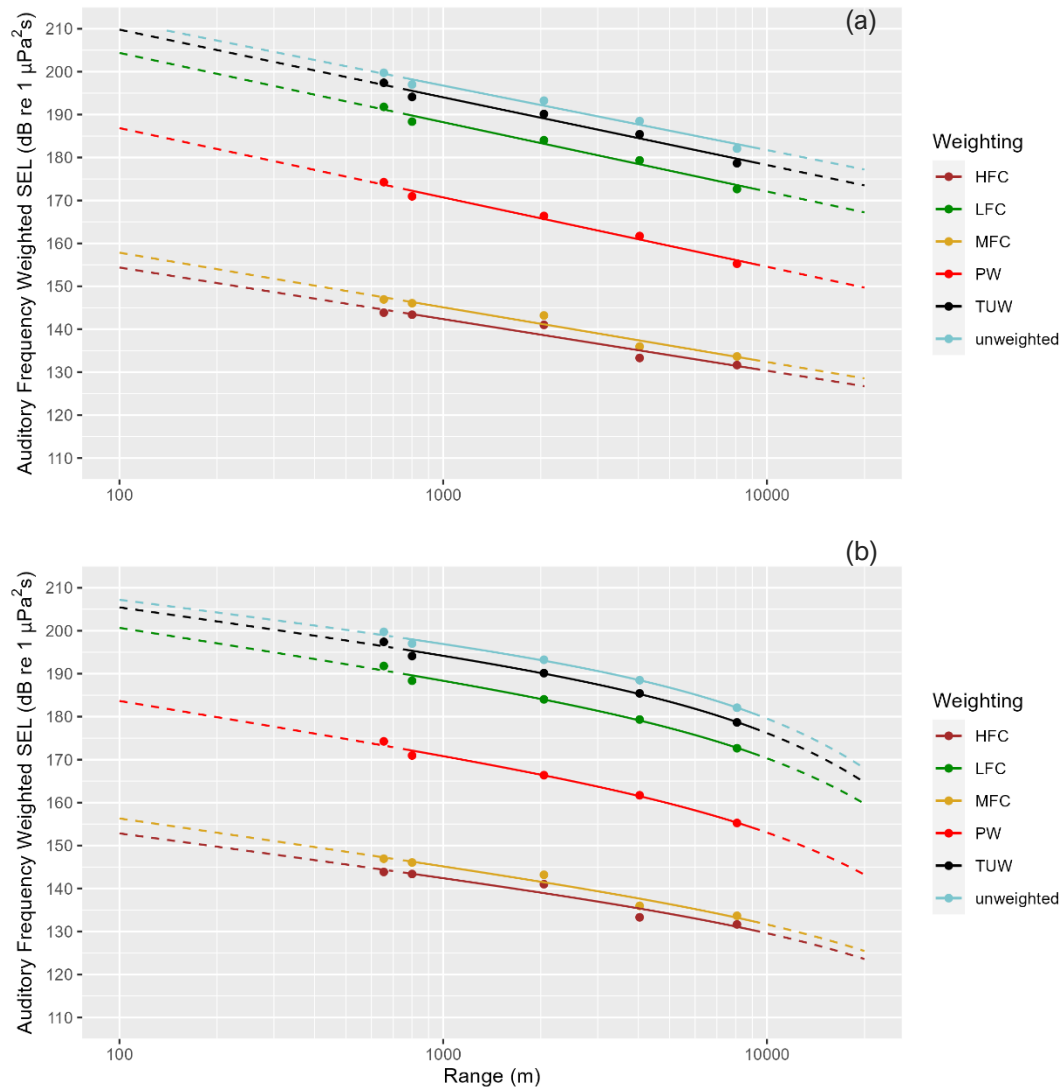 (a)
Auditory Frequency Weighted SEL (dB re 1 µPa²s)
210
200
190
180
170
160
150
140
130
120
110
100
1000
10000
Weighting
HFC
LFC
MFC
PW
TUW
unweighted
(b)
Auditory Frequency Weighted SEL (dB re 1 µPa²s)
210
200
190
180
170
160
150
140
130
120
110
100
1000
10000
Range (m)
Weighting
HFC
LFC
MFC
PW
TUW
unweighted